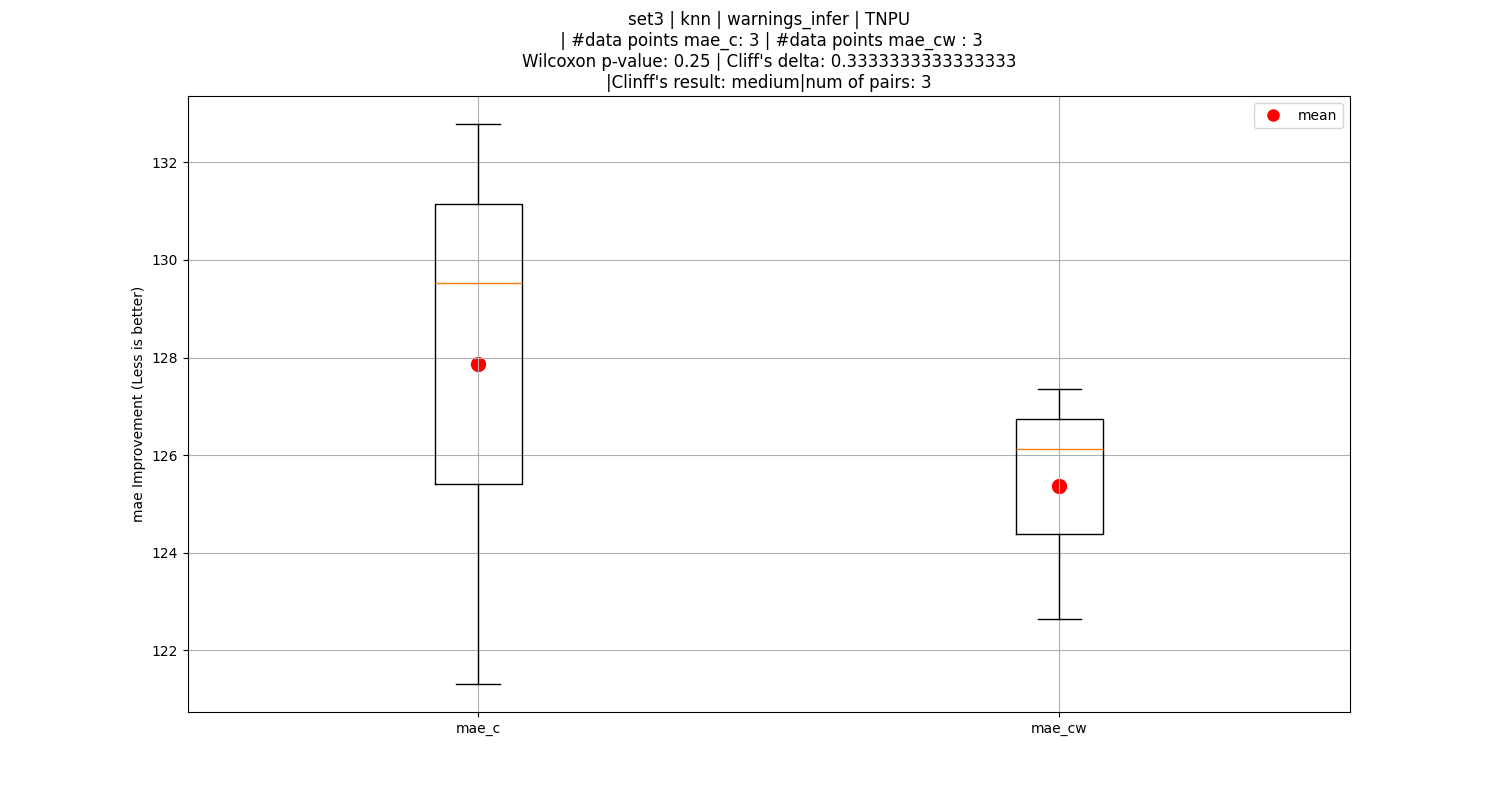 set3 | knn | warnings_infer | TNPU
| #data points mae_c: 3 | #data points mae_cw : 3
Wilcoxon p-value: 0.25 | Cliff's delta: 0.3333333333333333
|Clinff's result: medium|num of pairs: 3
mean
132
130
128
126
124
122
mae Improvement (Less is better)
mae_c
mae_cw